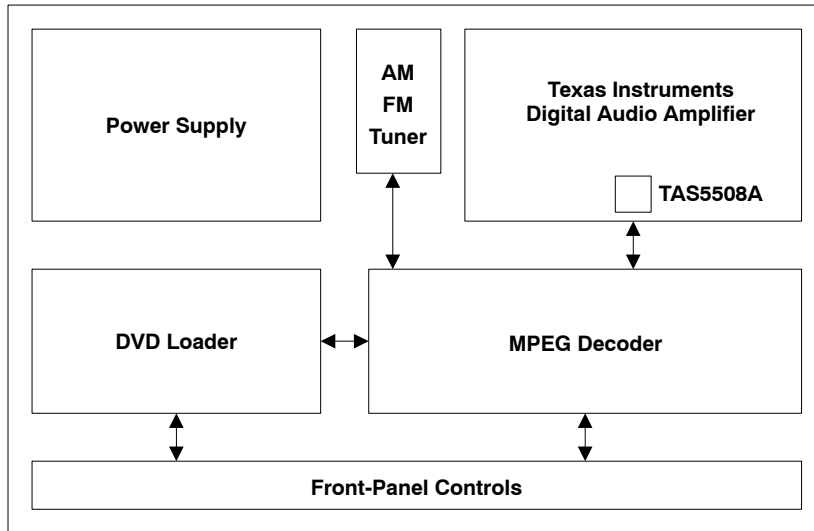 Power Supply
AM
FM
Tuner
Texas Instruments
Digital Audio Amplifier
TAS5508A
DVD Loader
MPEG Decoder
Front-Panel Controls